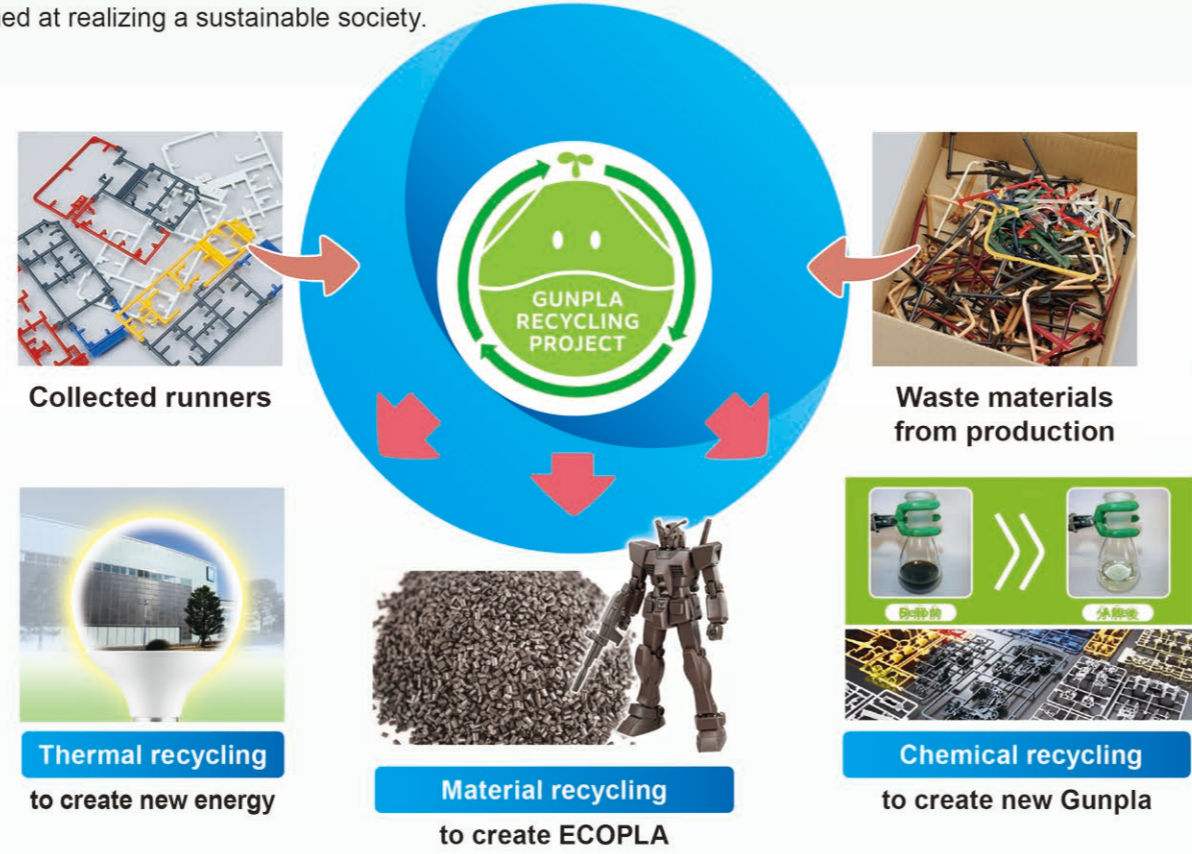 ed at realizing a sustainable society.
GUNPLA
RECYCLING
PROJECT
Collected runners
Waste materials
from production
Thermal recycling
to create new energy
Material recycling
to create ECOPLA
Chemical recycling
to create new Gunpla